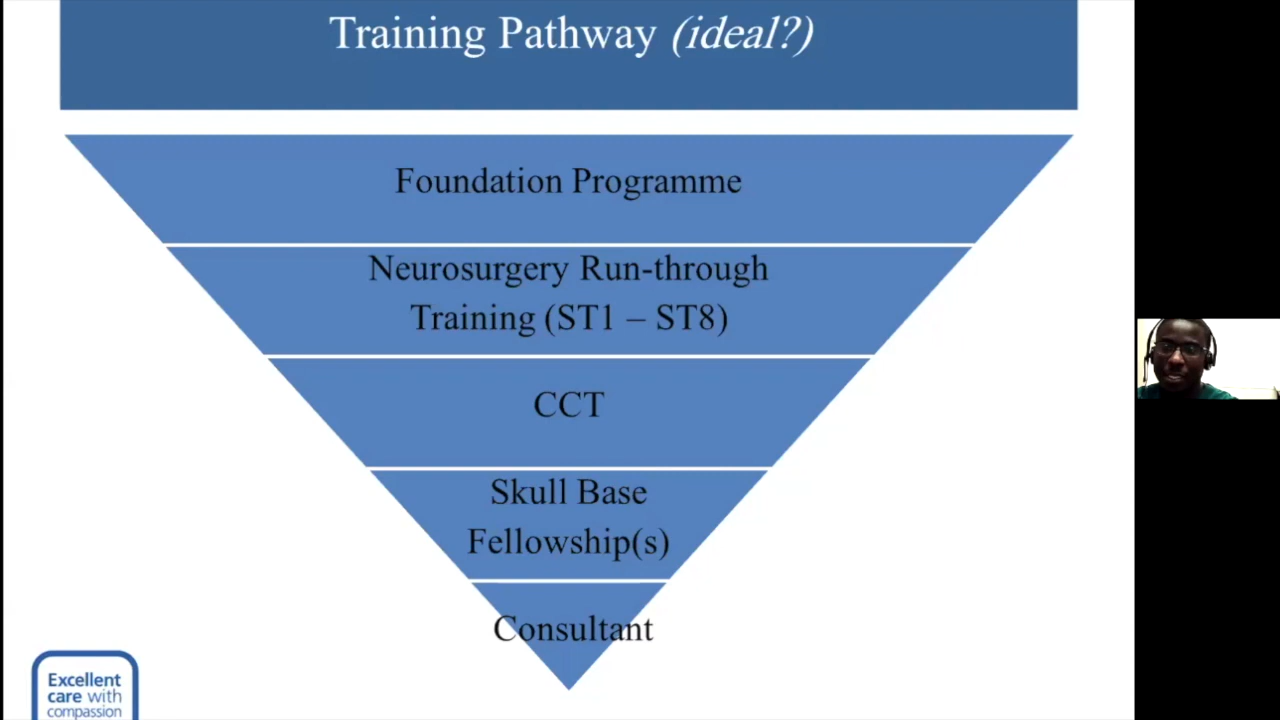 Training Pathway (ideal?)
Foundation Programme
Neurosurgery Run-through
Training (ST1 – ST8)
CCT
Skull Base
Fellowship(s)
Consultant
Excellent
care with
compassion